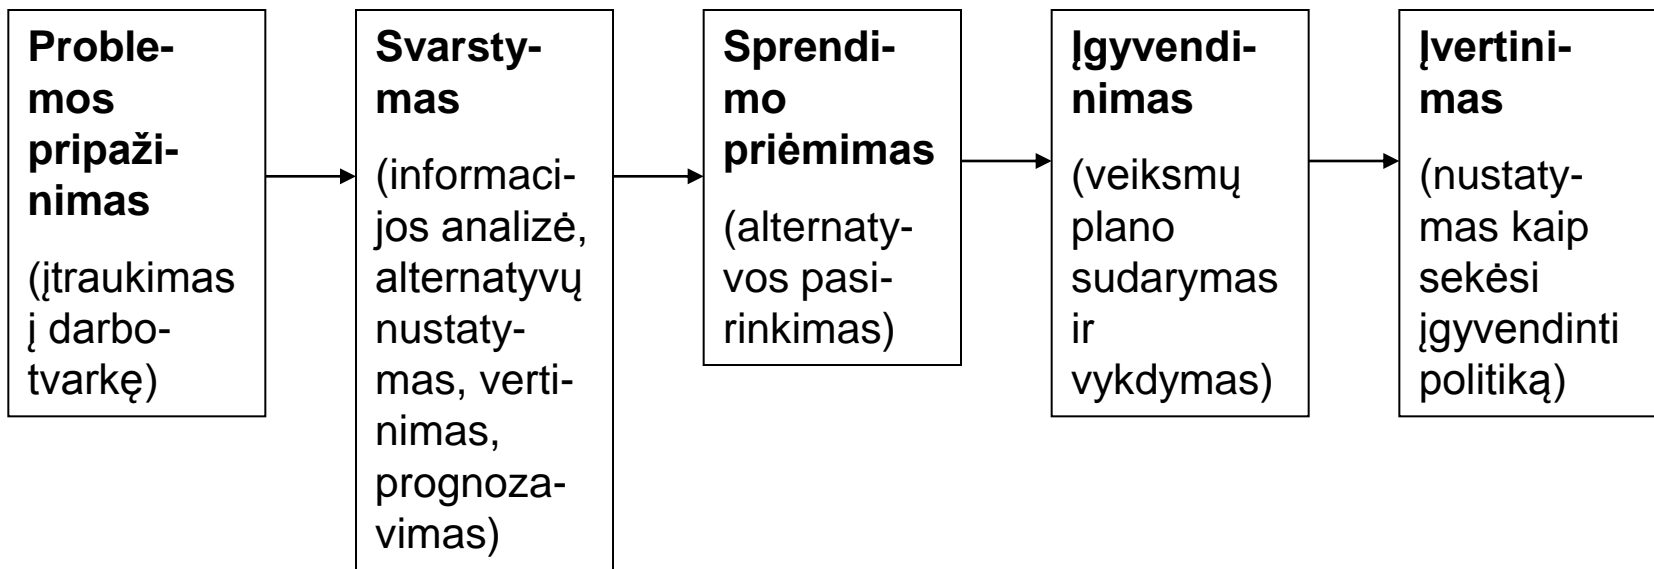 Proble-
mos
pripaži-
nimas
(įtraukimas
į darbo-
tvarkę)
Svarsty-
mas
(informaci-
jos analizė,
alternatyvų
nustaty-
mas, verti-
nimas,
prognoza-
vimas)
Sprendi-
mo
priėmimas
(alternaty-
vos pasi-
rinkimas)
Įgyvendi-
nimas
(veiksmų
plano
sudarymas
ir
vykdymas)
Įvertini-
mas
(nustaty-
mas kaip
sekėsi
įgyvendinti
politiką)